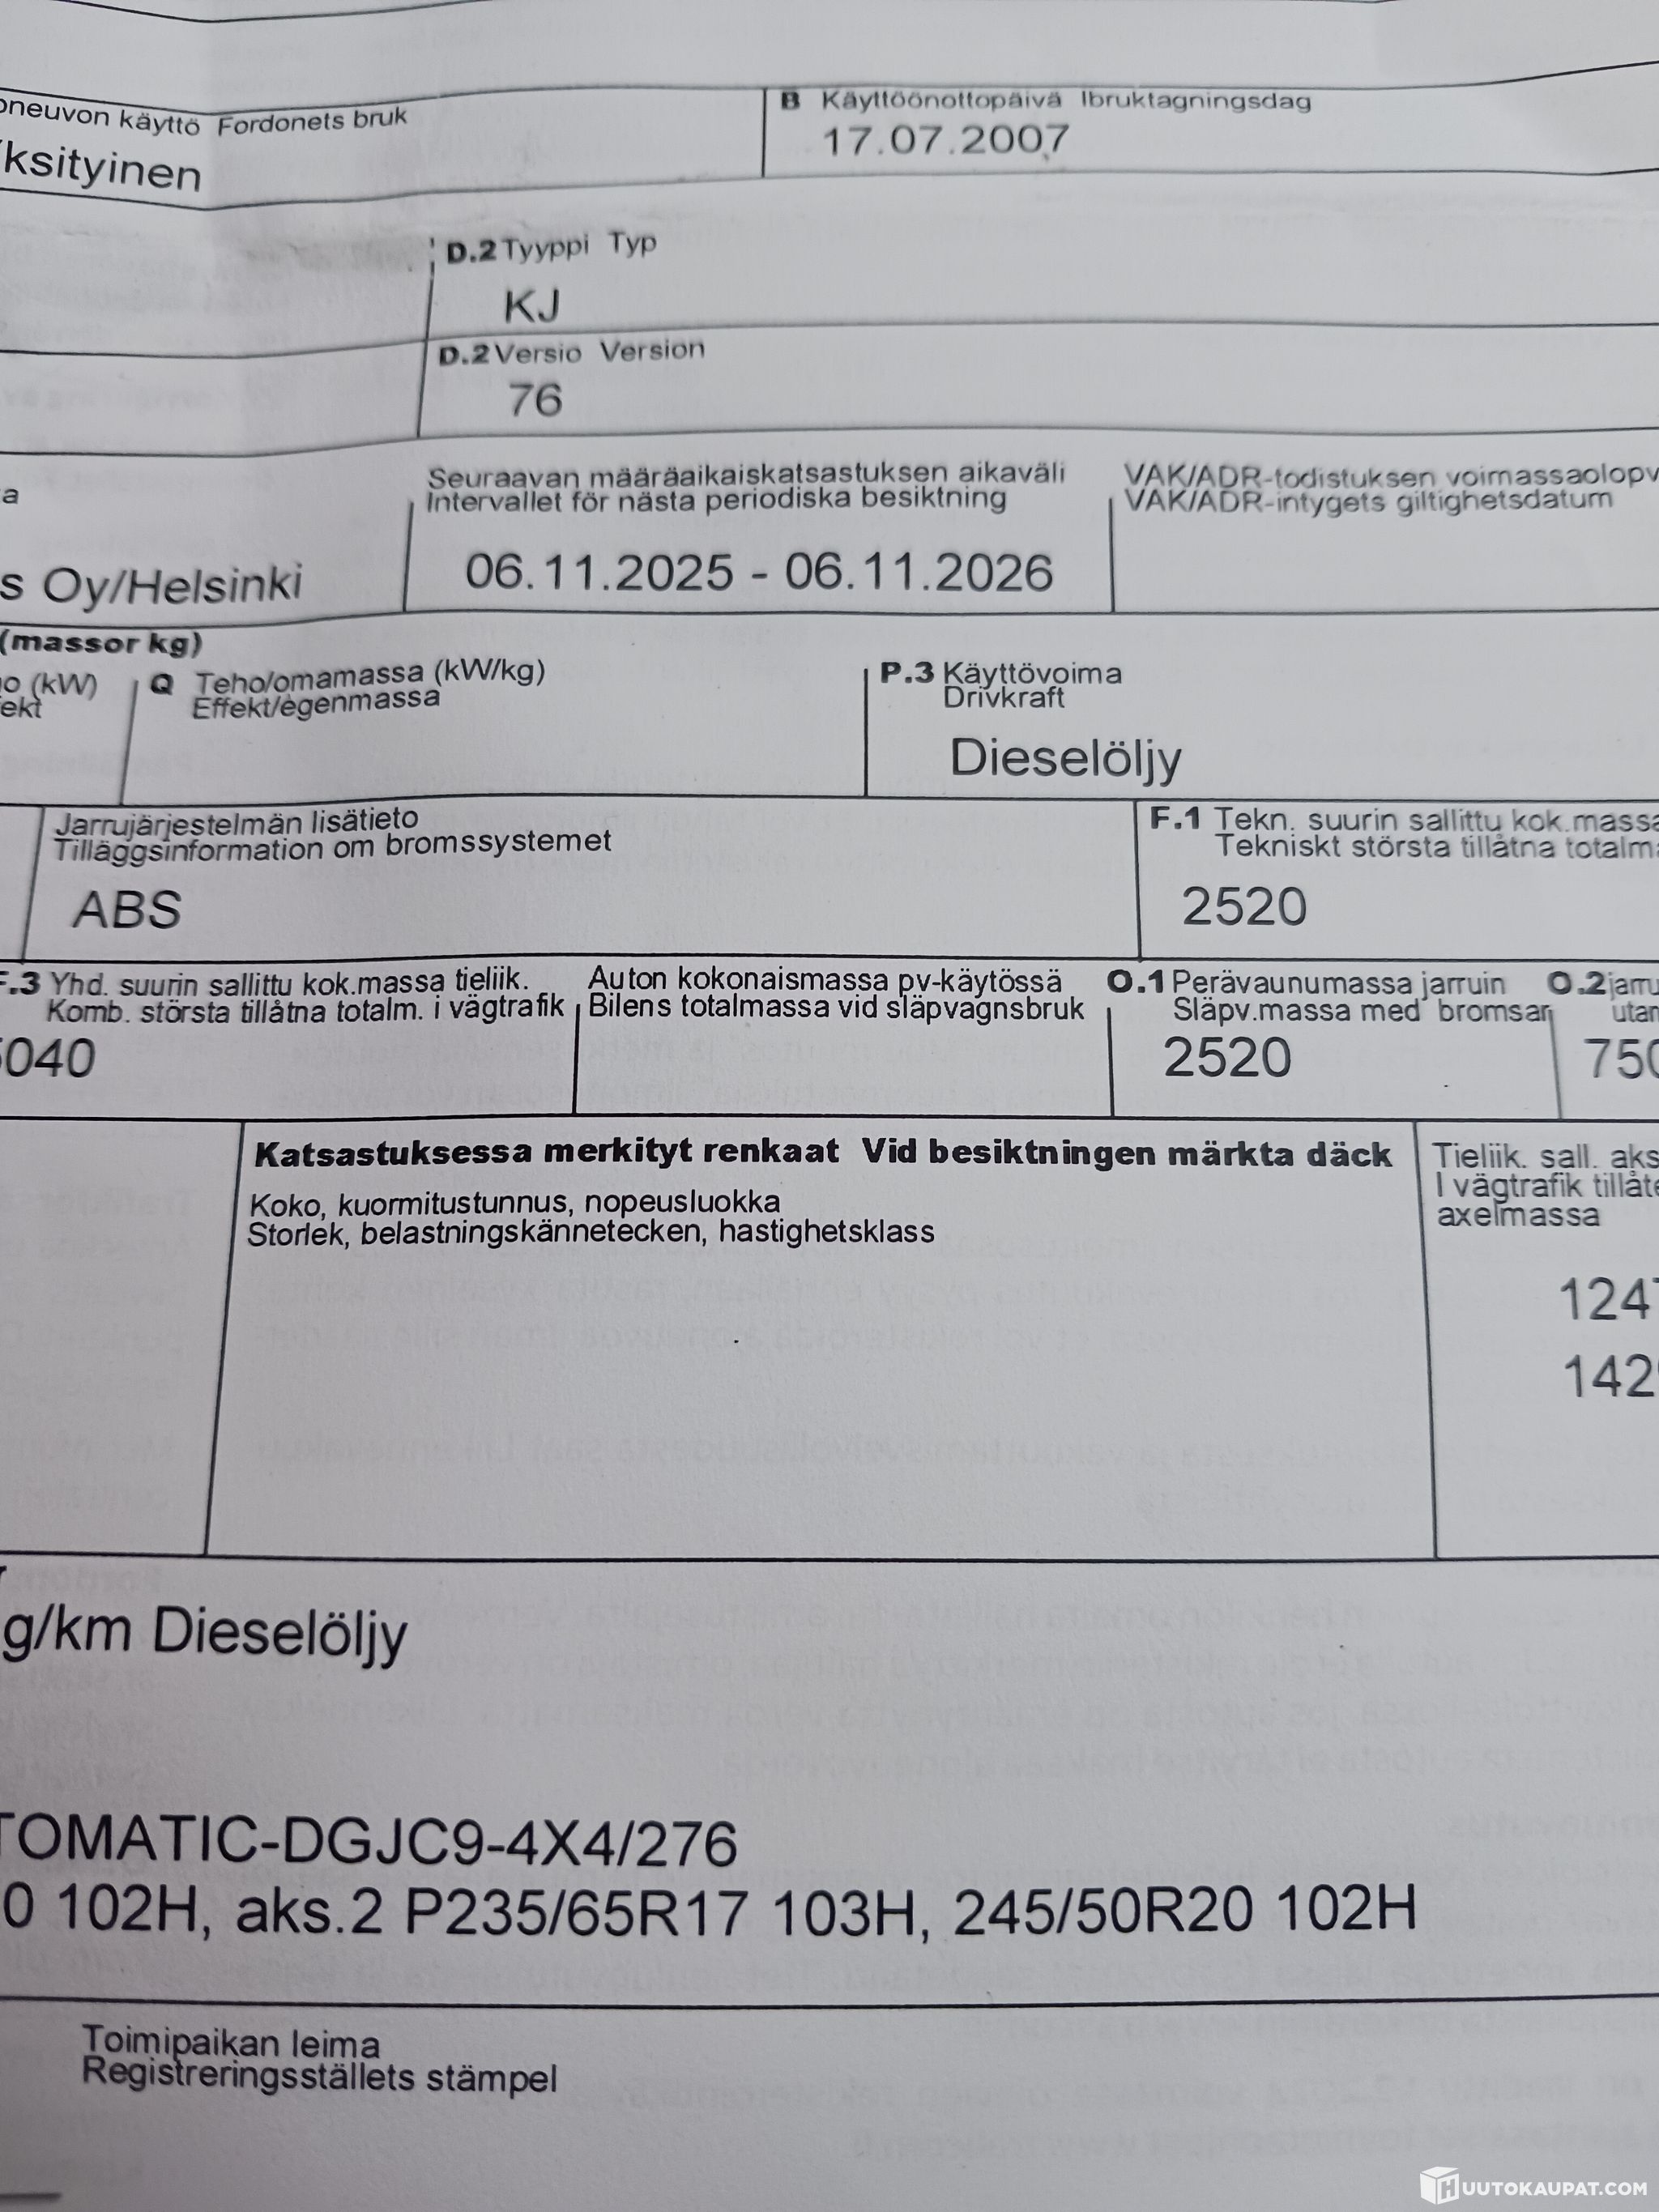 oneuvon käyttö Fordonets bruk
B Käyttöönottopäivä Ibruktagningsdag
ksityinen
17.07.2007
D.2 Tyyppi Typ
KJ
D.2 Versio Version
76
a
Seuraavan määräaikaiskatsastuksen aikaväli
Intervallet för nästa periodiska besiktning
VAK/ADR-todistuksen voimassaolopv
VAK/ADR-intygets giltighetsdatum
s Oy/Helsinki
06.11.2025 - 06.11.2026
(massor kg)
o (kW)
ekt
Q Teho/omamassa (kW/kg)
Effekt/egenmassa
P.3 Käyttövoima
Drivkraft
Dieselöljy
Jarrujärjestelmän lisätieto
Tilläggsinformation om bromssystemet
ABS
F.1 Tekn. suurin sallittu kok.massa
Tekniskt största tillåtna totalm
2520
F.3 Yhd. suurin sallittu kok.massa tieliik.
Komb. största tillåtna totalm. i vägtrafik
5040
Auton kokonaismassa pv-käytössä
Bilens totalmassa vid släpvagnsbruk
O.1 Perävaunumassa jarruin
Släpv.massa med bromsar
2520
O.2 jarru
utan
750
Katsastuksessa merkityt renkaat Vid besiktningen märkta däck
Koko, kuormitustunnus, nopeusluokka
Storlek, belastningskännetecken, hastighetsklass
Tieliik. sall. aks
I vägtrafik tillåte
axelmassa
124
142
g/km Dieselöljy
TOMATIC-DGJC9-4X4/276
0 102H, aks.2 P235/65R17 103H, 245/50R20 102H
Toimipaikan leima
Registreringsställets stämpel
HUUTOKAUPAT.COM